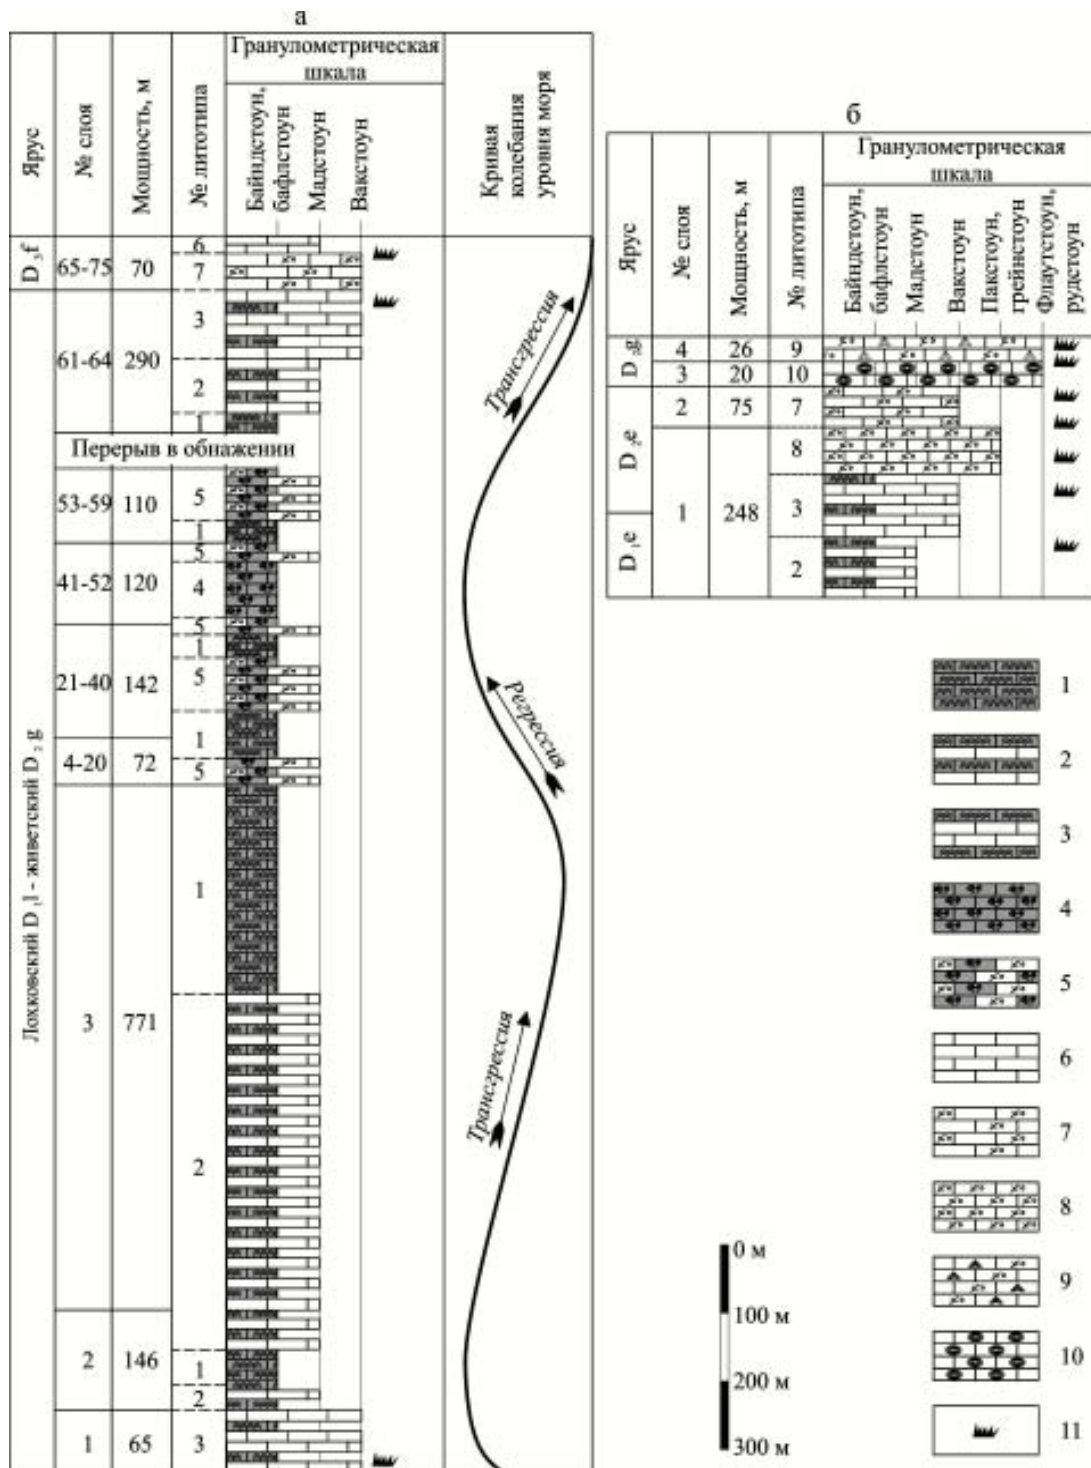 а
Ярус
№ слоя
Мощность, м
№ литотипа
Гранулометрическая
шкала
Байндстоун,
бафлстоун
Мадстоун
Вакстоун
Кривая
колебания
уровня моря
D₃f
65-75
70
6
7
61-64
290
3
2
1
Перерыв в обнажении
53-59
110
5
1
41-52
120
5
4
5
21-40
142
1
5
1
4-20
72
5
3
771
1
2
2
146
1
2
1
65
3
Лохковский D₁l - живетский D₂g
Трансгрессия
Регрессия
Трансгрессия
б
Ярус
№ слоя
Мощность, м
№ литотипа
Гранулометрическая
шкала
Байндстоун,
бафлстоун
Мадстоун
Вакстоун
Пакстоун,
грейнстоун
Флаутстоун,
рудстоун
D₂g
4
26
9
3
20
10
D₂e
2
75
7
8
1
248
3
D₁e
2
1
2
3
4
5
6
7
8
9
10
11
0 м
100 м
200 м
300 м